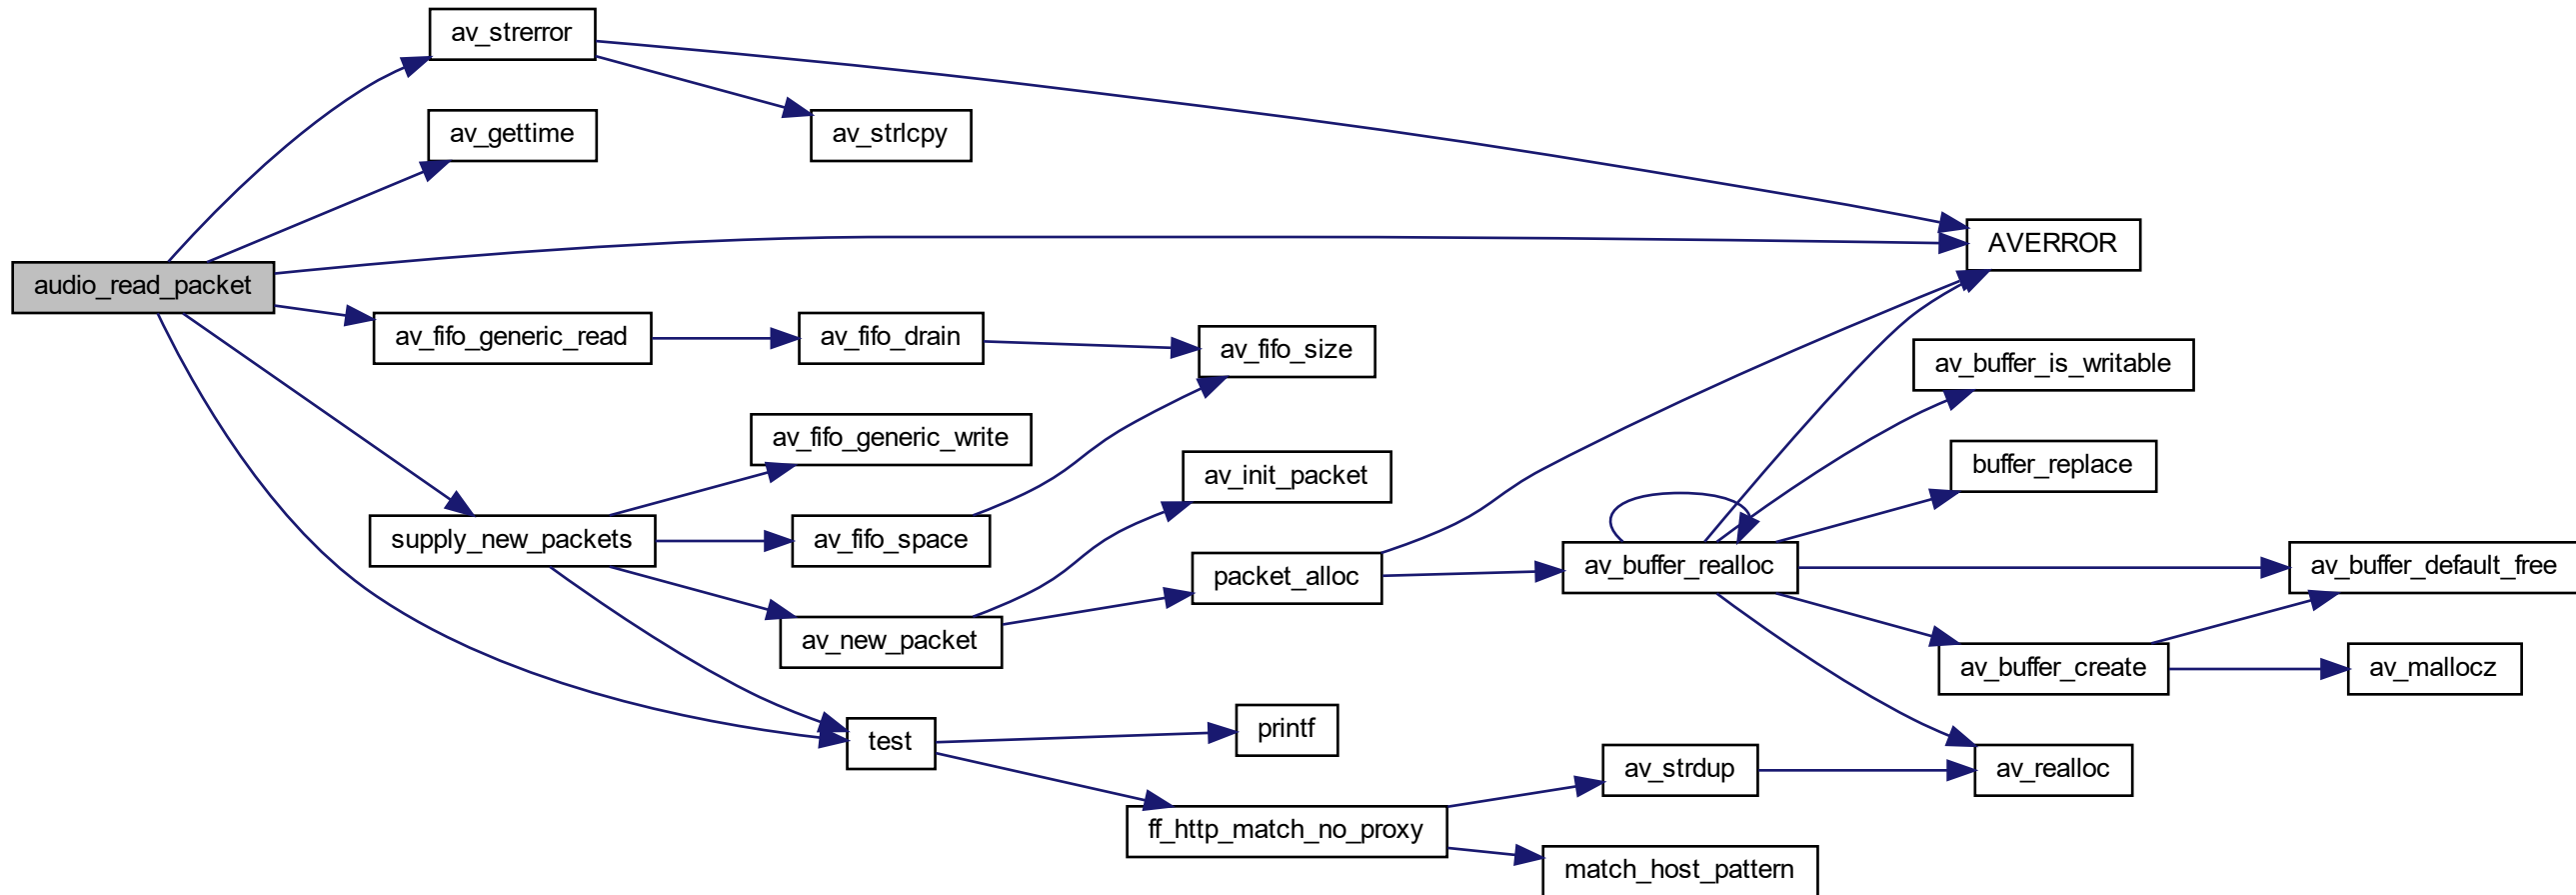 av_strerror
av_gettime
av_strlcpy
AVERROR
audio_read_packet
av_fifo_generic_read
av_fifo_drain
av_fifo_size
av_buffer_is_writable
av_fifo_generic_write
av_init_packet
buffer_replace
supply_new_packets
av_fifo_space
packet_alloc
av_buffer_realloc
av_buffer_default_free
av_new_packet
av_buffer_create
av_mallocz
test
printf
av_strdup
av_realloc
ff_http_match_no_proxy
match_host_pattern